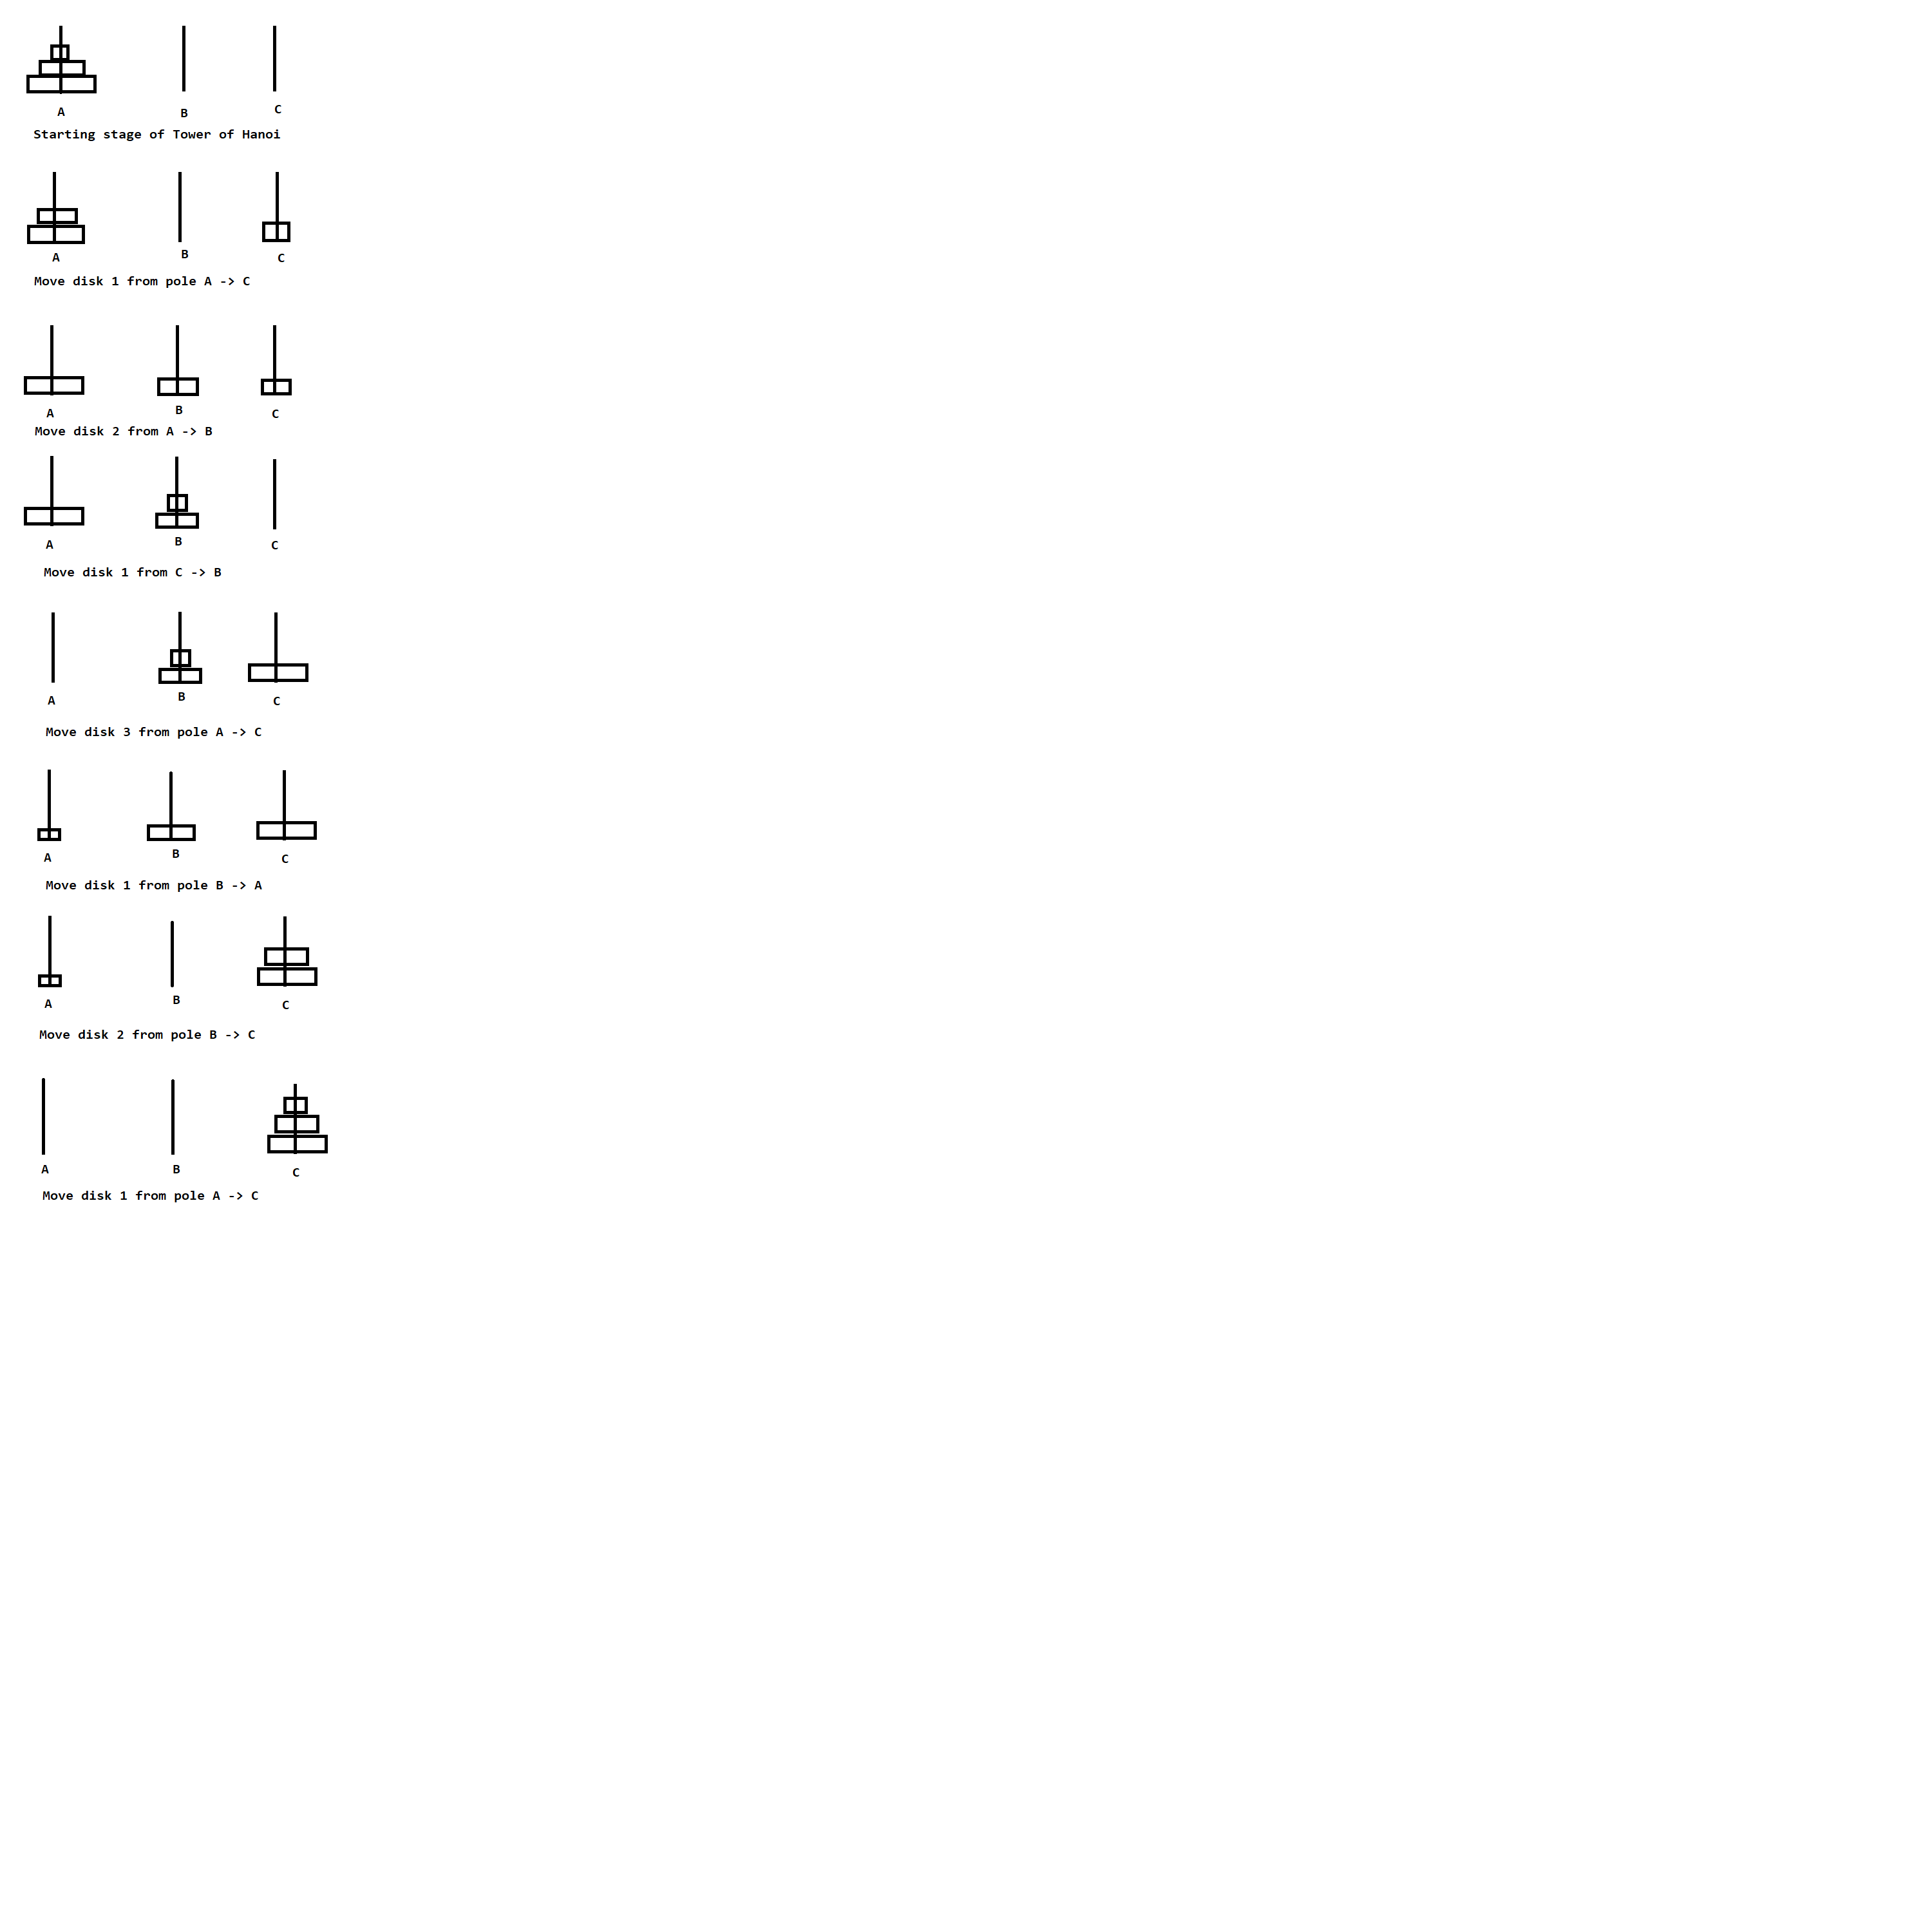 A B C
Starting stage of Tower of Hanoi
A B C
Move disk 1 from pole A -> C
A B C
Move disk 2 from A -> B
A B C
Move disk 1 from C -> B
A B C
Move disk 3 from pole A -> C
A B C
Move disk 1 from pole B -> A
A B C
Move disk 2 from pole B -> C
A B C
Move disk 1 from pole A -> C